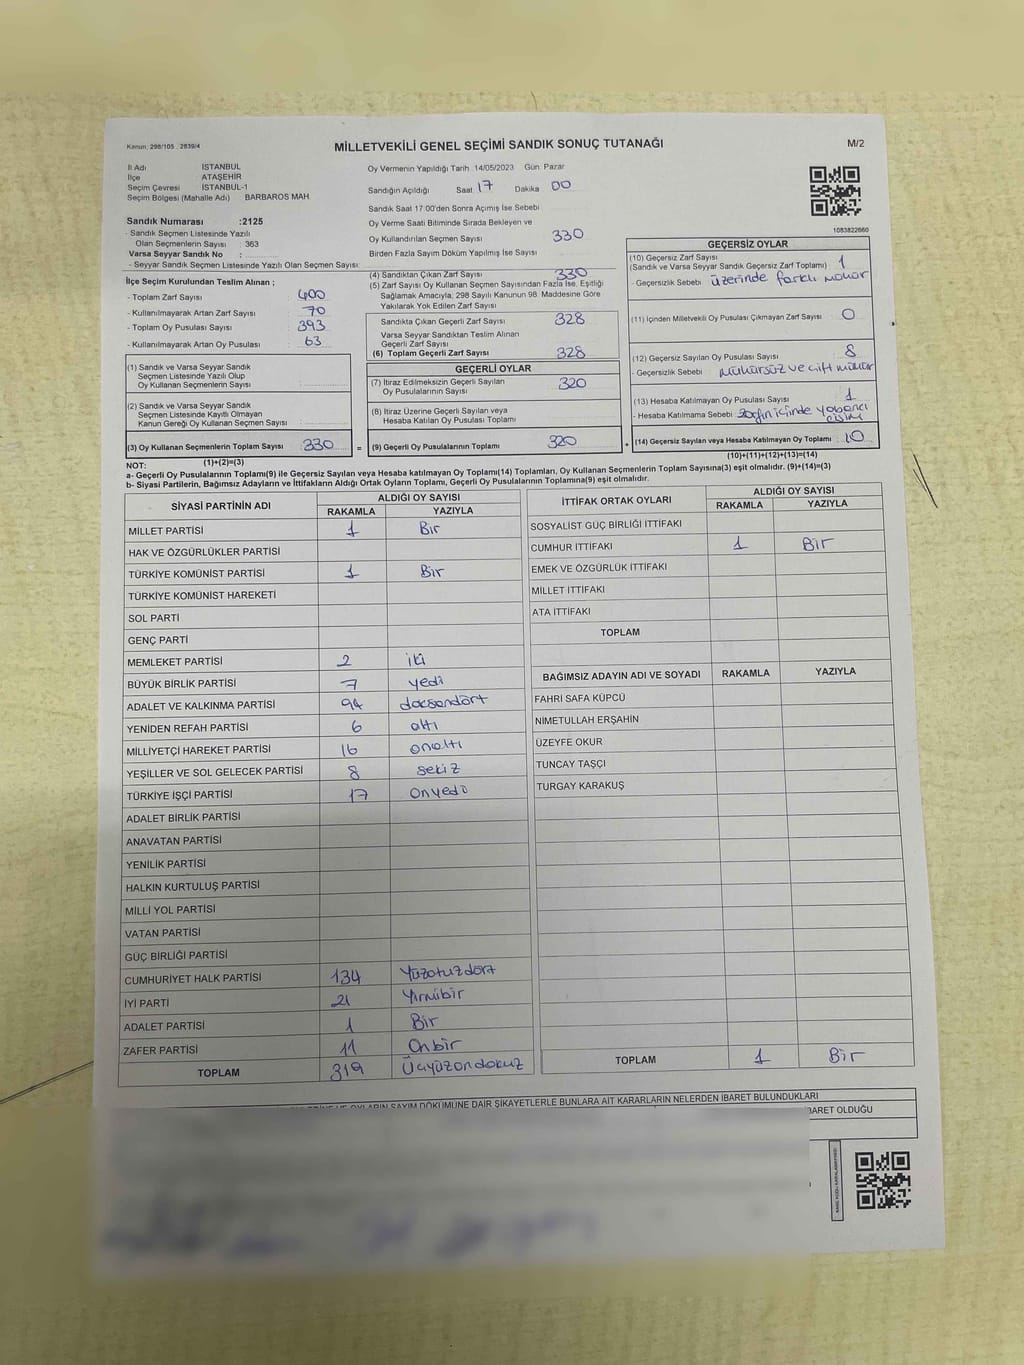 Kanun: 298/105 , 2839/4
MİLLETVEKİLİ GENEL SEÇİMİ SANDIK SONUÇ TUTANAĞI
M/2
İl Adı İSTANBUL
İlçe ATAŞEHİR
Seçim Çevresi İSTANBUL-1
Seçim Bölgesi (Mahalle Adı) BARBAROS MAH.
Sandık Numarası :2125
- Sandık Seçmen Listesinde Yazılı
Olan Seçmenlerin Sayısı : 363
Varsa Seyyar Sandık No :
- Seyyar Sandık Seçmen Listesinde Yazılı Olan Seçmen Sayısı:
Oy Vermenin Yapıldığı Tarih : 14/05/2023 Gün: Pazar
Sandığın Açıldığı Saat 17 Dakika 00
Sandık Saat 17:00'den Sonra Açımış İse Sebebi
Oy Verme Saati Bitiminde Sırada Bekleyen ve
Oy Kullandırılan Seçmen Sayısı 330
Birden Fazla Sayım Döküm Yapılmış İse Sayısı
1083822660
İlçe Seçim Kurulundan Teslim Alınan ;
- Toplam Zarf Sayısı : 400
- Kullanılmayarak Artan Zarf Sayısı : 70
- Toplam Oy Pusulası Sayısı : 393
- Kullanılmayarak Artan Oy Pusulası : 63
(1) Sandık ve Varsa Seyyar Sandık
Seçmen Listesinde Yazılı Olup
Oy Kullanan Seçmenlerin Sayısı
(2) Sandık ve Varsa Seyyar Sandık
Seçmen Listesinde Kayıtlı Olmayan
Kanun Gereği Oy Kullanan Seçmen Sayısı
(3) Oy Kullanan Seçmenlerin Toplam Sayısı 330 =
(1)+(2)=(3)
(4) Sandıktan Çıkan Zarf Sayısı 330
(5) Zarf Sayısı Oy Kullanan Seçmen Sayısından Fazla İse, Eşitliği
Sağlamak Amacıyla, 298 Sayılı Kanunun 98. Maddesine Göre
Yakılarak Yok Edilen Zarf Sayısı
Sandıkta Çıkan Geçerli Zarf Sayısı 328
Varsa Seyyar Sandıktan Teslim Alınan
Geçerli Zarf Sayısı
(6) Toplam Geçerli Zarf Sayısı 328
GEÇERLİ OYLAR
(7) İtiraz Edilmeksizin Geçerli Sayılan
Oy Pusulalarının Sayısı 320
(8) İtiraz Üzerine Geçerli Sayılan veya
Hesaba Katılan Oy Pusulası Toplamı
(9) Geçerli Oy Pusulalarının Toplamı 320 +
GEÇERSİZ OYLAR
(10) Geçersiz Zarf Sayısı
(Sandık ve Varsa Seyyar Sandık Geçersiz Zarf Toplamı) 1
- Geçersizlik Sebebi üzerinde farklı mühür
(11) İçinden Milletvekili Oy Pusulası Çıkmayan Zarf Sayısı 0
(12) Geçersiz Sayılan Oy Pusulası Sayısı 8
- Geçersizlik Sebebi mühürsüz ve çift mühür
(13) Hesaba Katılmayan Oy Pusulası Sayısı 1
- Hesaba Katılmama Sebebi zarfın içinde yabancı
cisim
(14) Geçersiz Sayılan veya Hesaba Katılmayan Oy Toplamı 10
(10)+(11)+(12)+(13)=(14)
NOT:
a- Geçerli Oy Pusulalarının Toplamı(9) ile Geçersiz Sayılan veya Hesaba katılmayan Oy Toplamı(14) Toplamları, Oy Kullanan Seçmenlerin Toplam Sayısına(3) eşit olmalıdır. (9)+(14)=(3)
b- Siyasi Partilerin, Bağımsız Adayların ve İttifakların Aldığı Oyların Toplamı, Geçerli Oy Pusulalarının Toplamına(9) eşit olmalıdır.
SİYASİ PARTİNİN ADI ALDIĞI OY SAYISI
RAKAMLA YAZIYLA
MİLLET PARTİSİ 1 Bir
HAK VE ÖZGÜRLÜKLER PARTİSİ
TÜRKİYE KOMÜNİST PARTİSİ 1 Bir
TÜRKİYE KOMÜNİST HAREKETİ
SOL PARTİ
GENÇ PARTİ
MEMLEKET PARTİSİ 2 iki
BÜYÜK BİRLİK PARTİSİ 7 yedi
ADALET VE KALKINMA PARTİSİ 94 doksandört
YENİDEN REFAH PARTİSİ 6 altı
MİLLİYETÇİ HAREKET PARTİSİ 16 onaltı
YEŞİLLER VE SOL GELECEK PARTİSİ 8 sekiz
TÜRKİYE İŞÇİ PARTİSİ 17 onyedi
ADALET BİRLİK PARTİSİ
ANAVATAN PARTİSİ
YENİLİK PARTİSİ
HALKIN KURTULUŞ PARTİSİ
MİLLİ YOL PARTİSİ
VATAN PARTİSİ
GÜÇ BİRLİĞİ PARTİSİ
CUMHURİYET HALK PARTİSİ 134 Yüzotuzdört
İYİ PARTİ 21 Yirmibir
ADALET PARTİSİ 1 Bir
ZAFER PARTİSİ 11 Onbir
TOPLAM 319 Üçyüzondokuz
İTTİFAK ORTAK OYLARI ALDIĞI OY SAYISI
RAKAMLA YAZIYLA
SOSYALİST GÜÇ BİRLİĞİ İTTİFAKI
CUMHUR İTTİFAKI 1 Bir
EMEK VE ÖZGÜRLÜK İTTİFAKI
MİLLET İTTİFAKI
ATA İTTİFAKI
TOPLAM
BAĞIMSIZ ADAYIN ADI VE SOYADI RAKAMLA YAZIYLA
FAHRİ SAFA KÜPCÜ
NİMETULLAH ERŞAHİN
ÜZEYFE OKUR
TUNCAY TAŞÇI
TURGAY KARAKUŞ
TOPLAM 1 Bir
OYLARIN SAYIM DÖKÜMÜNE DAİR ŞİKAYETLERLE BUNLARA AİT KARARLARIN NELERDEN İBARET BULUNDUKLARI
BARET OLDUĞU